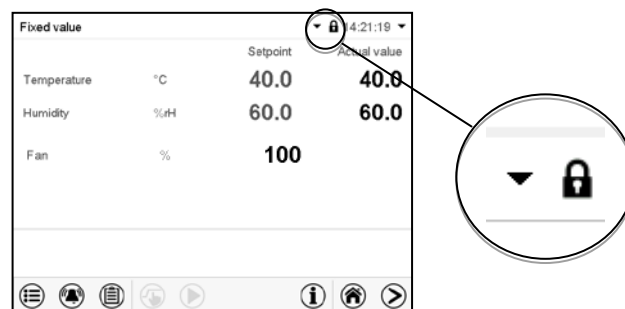 Fixed value 14:21:19
Setpoint Actual value
Temperature °C 40.0 40.0
Humidity %rH 60.0 60.0
Fan % 100